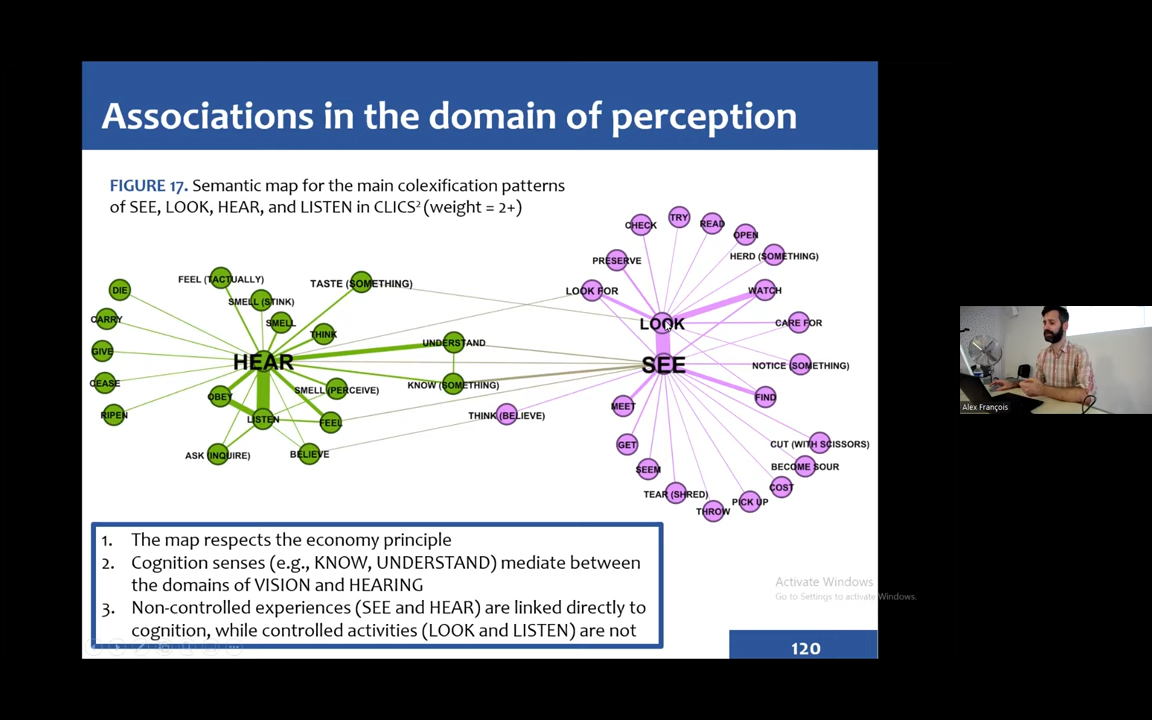 Associations in the domain of perception
FIGURE 17. Semantic map for the main colexification patterns
of SEE, LOOK, HEAR, and LISTEN in CLICS² (weight = 2+)
DIE
CARRY
GIVE
CEASE
RIPEN
FEEL (TACTUALLY)
SMELL (STINK)
SMELL
THINK
TASTE (SOMETHING)
HEAR
UNDERSTAND
KNOW (SOMETHING)
SMELL (PERCEIVE)
OBEY
LISTEN
FEEL
ASK (INQUIRE)
BELIEVE
THINK (BELIEVE)
CHECK
TRY
READ
OPEN
HERD (SOMETHING)
PRESERVE
LOOK FOR
WATCH
LOOK
CARE FOR
SEE
NOTICE (SOMETHING)
FIND
MEET
GET
SEEM
TEAR (SHRED)
THROW
PICK UP
COST
BECOME SOUR
CUT (WITH SCISSORS)
1. The map respects the economy principle
2. Cognition senses (e.g., KNOW, UNDERSTAND) mediate between
the domains of VISION and HEARING
3. Non-controlled experiences (SEE and HEAR) are linked directly to
cognition, while controlled activities (LOOK and LISTEN) are not
Activate Windows
Go to Settings to activate Windows.
120
Alex François